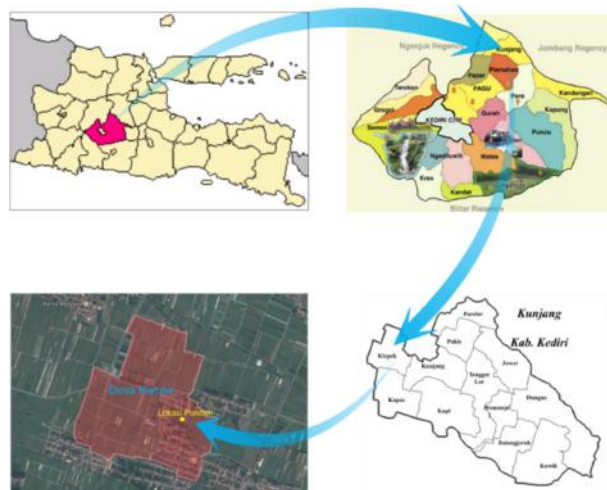 Nganjuk Regency
Kunjang
Jombang Regency
Papar
Plemahan
Tarokan
Pare
Kandangan
PAGU
Grogol
Kepung
KEDIRI CITY
Gurah
Semen
Puncu
Ngadiluwih
Wates
Kras
Kandat
Blitar Regency
Desa
Lokasi Punden
Kunjang
Kab. Kediri
Parelor
Pakis
Klepek
Kunjang
Juwet
Tengger
Lor
Kapas
Kapi
Dungus
Wonorejo
Balongjeruk
Kuwik